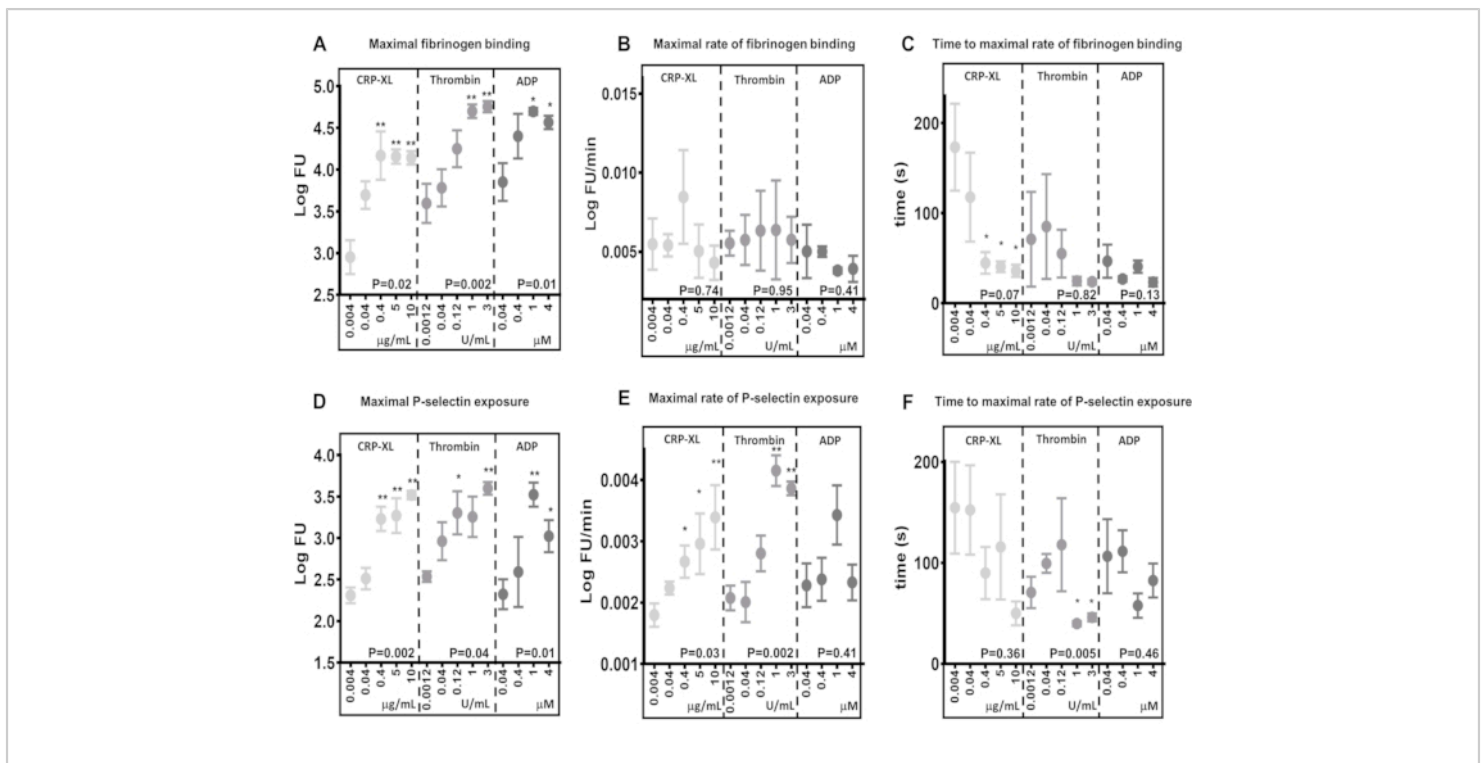 A Maximal fibrinogen binding
CRP-XL Thrombin ADP
** ** ** ** ** * *
5.0
4.5
4.0
3.5
3.0
2.5
Log FU
P=0.02 P=0.002 P=0.01
0.004 0.04 0.4 5 10 0.0012 0.04 0.12 1 3 0.04 0.4 1 4
µg/mL U/mL µM
B Maximal rate of fibrinogen binding
CRP-XL Thrombin ADP
0.015
0.010
0.005
Log FU/min
P=0.74 P=0.95 P=0.41
0.004 0.04 0.4 5 10 0.0012 0.04 0.12 1 3 0.04 0.4 1 4
µg/mL U/mL µM
C Time to maximal rate of fibrinogen binding
CRP-XL Thrombin ADP
* * *
200
100
0
time (s)
P=0.07 P=0.82 P=0.13
0.004 0.04 0.4 5 10 0.0012 0.04 0.12 1 3 0.04 0.4 1 4
µg/mL U/mL µM
D Maximal P-selectin exposure
CRP-XL Thrombin ADP
** ** ** * ** ** *
4.0
3.5
3.0
2.5
2.0
1.5
Log FU
P=0.002 P=0.04 P=0.01
0.004 0.04 0.4 5 10 0.0012 0.04 0.12 1 3 0.04 0.4 1 4
µg/mL U/mL µM
E Maximal rate of P-selectin exposure
CRP-XL Thrombin ADP
* * ** ** **
0.004
0.003
0.002
0.001
Log FU/min
P=0.03 P=0.002 P=0.41
0.004 0.04 0.4 5 10 0.0012 0.04 0.12 1 3 0.04 0.4 1 4
µg/mL U/mL µM
F Time to maximal rate of P-selectin exposure
CRP-XL Thrombin ADP
* *
200
100
0
time (s)
P=0.36 P=0.005 P=0.46
0.004 0.04 0.4 5 10 0.0012 0.04 0.12 1 3 0.04 0.4 1 4
µg/mL U/mL µM